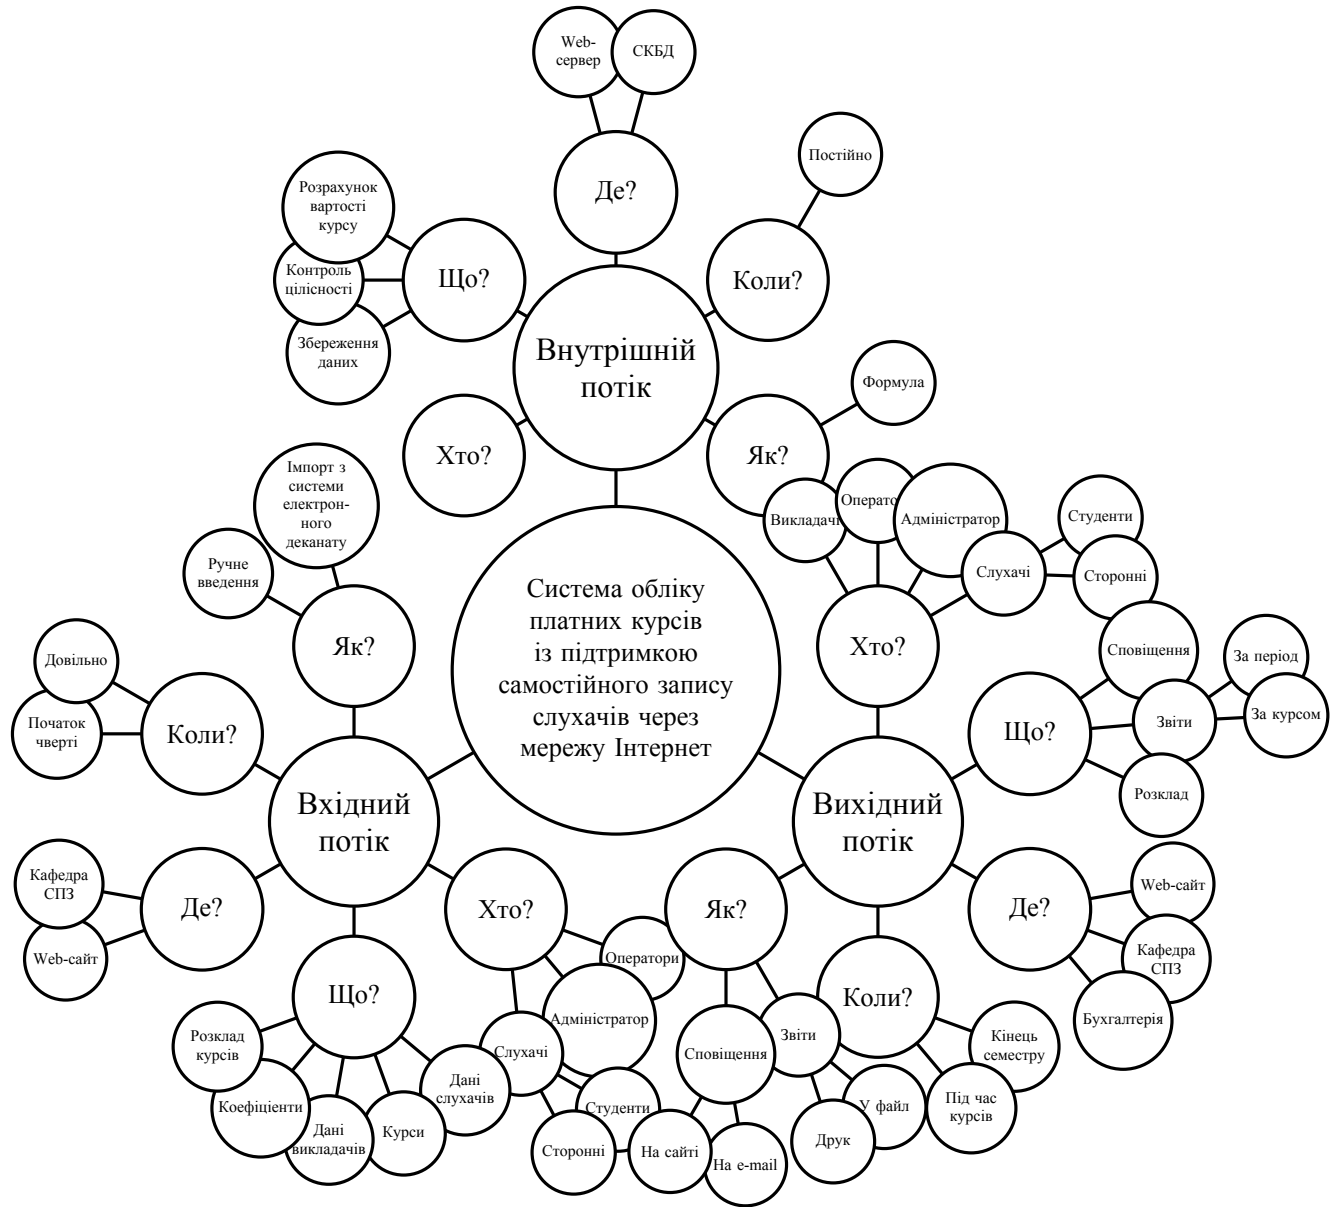 Web-
сервер
СКБД
Постійно
Де?
Розрахунок
вартості
курсу
Контроль
цілісності
Збереження
даних
Що?
Коли?
Внутрішній
потік
Формула
Хто?
Як?
Імпорт з
системи
електрон-
ного
деканату
Ручне
введення
Як?
Викладачі
Операто
Адміністратор
Слухачі
Студенти
Сторонні
Хто?
Система обліку
платних курсів
із підтримкою
самостійного запису
слухачів через
мережу Інтернет
Сповіщення
За період
Звіти
За курсом
Що?
Розклад
Довільно
Початок
чверті
Коли?
Вхідний
потік
Вихідний
потік
Кафедра
СПЗ
Web-сайт
Де?
Хто?
Як?
Де?
Web-сайт
Кафедра
СПЗ
Бухгалтерія
Що?
Оператори
Адміністратор
Слухачі
Студенти
Сторонні
Коли?
Кінець
семестру
Під час
курсів
Розклад
курсів
Коефіціенти
Дані
викладачів
Курси
Дані
слухачів
Сповіщення
Звіти
У файл
Друк
На сайті
На e-mail